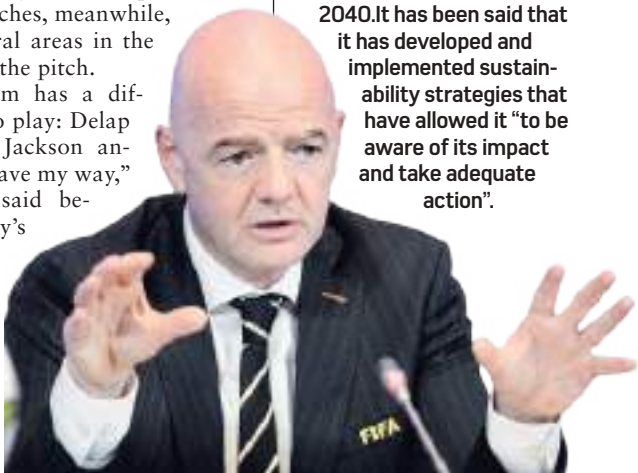 ches, meanwhile,
ral areas in the
the pitch.
m has a dif-
o play: Delap
Jackson an-
ave my way,”
said be-
y’s
2040.It has been said that
it has developed and
implemented sustain-
ability strategies that
have allowed it “to be
aware of its impact
and take adequate
action”.
FIFA